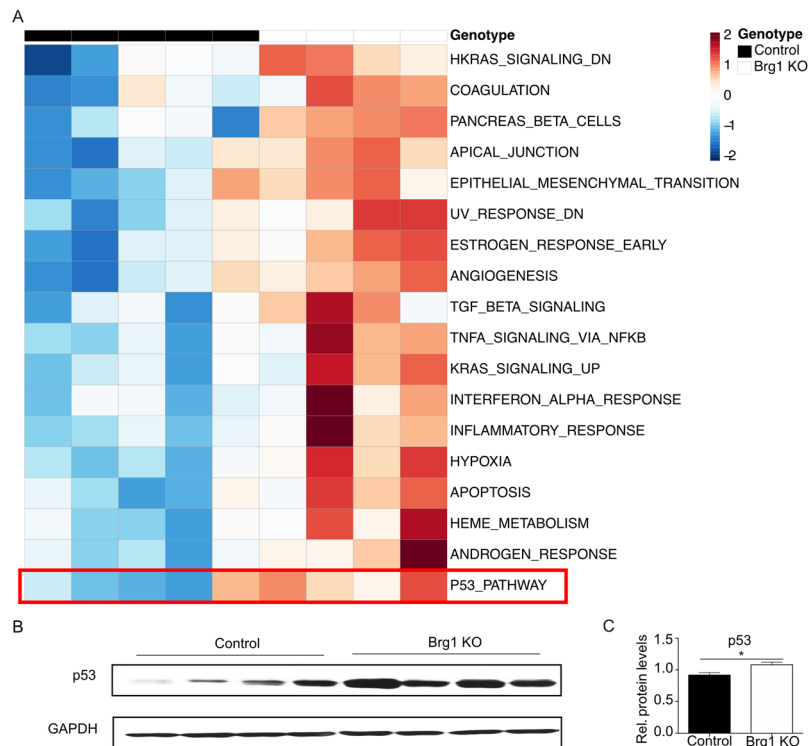 A
Genotype
HKRAS_SIGNALING_DN
COAGULATION
PANCREAS_BETA_CELLS
APICAL_JUNCTION
EPITHELIAL_MESENCHYMAL_TRANSITION
UV_RESPONSE_DN
ESTROGEN_RESPONSE_EARLY
ANGIOGENESIS
TGF_BETA_SIGNALING
TNFA_SIGNALING_VIA_NFKB
KRAS_SIGNALING_UP
INTERFERON_ALPHA_RESPONSE
INFLAMMATORY_RESPONSE
HYPOXIA
APOPTOSIS
HEME_METABOLISM
ANDROGEN_RESPONSE
P53_PATHWAY
2
1
0
-1
-2
Genotype
Control
Brg1 KO
B
Control
Brg1 KO
p53
GAPDH
C
p53
*
Rel. protein levels
1.5
1.0
0.5
0.0
Control
Brg1 KO